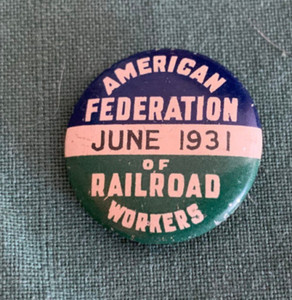 AMERICAN
FEDERATION
JUNE 1931
OF
RAILROAD
WORKERS